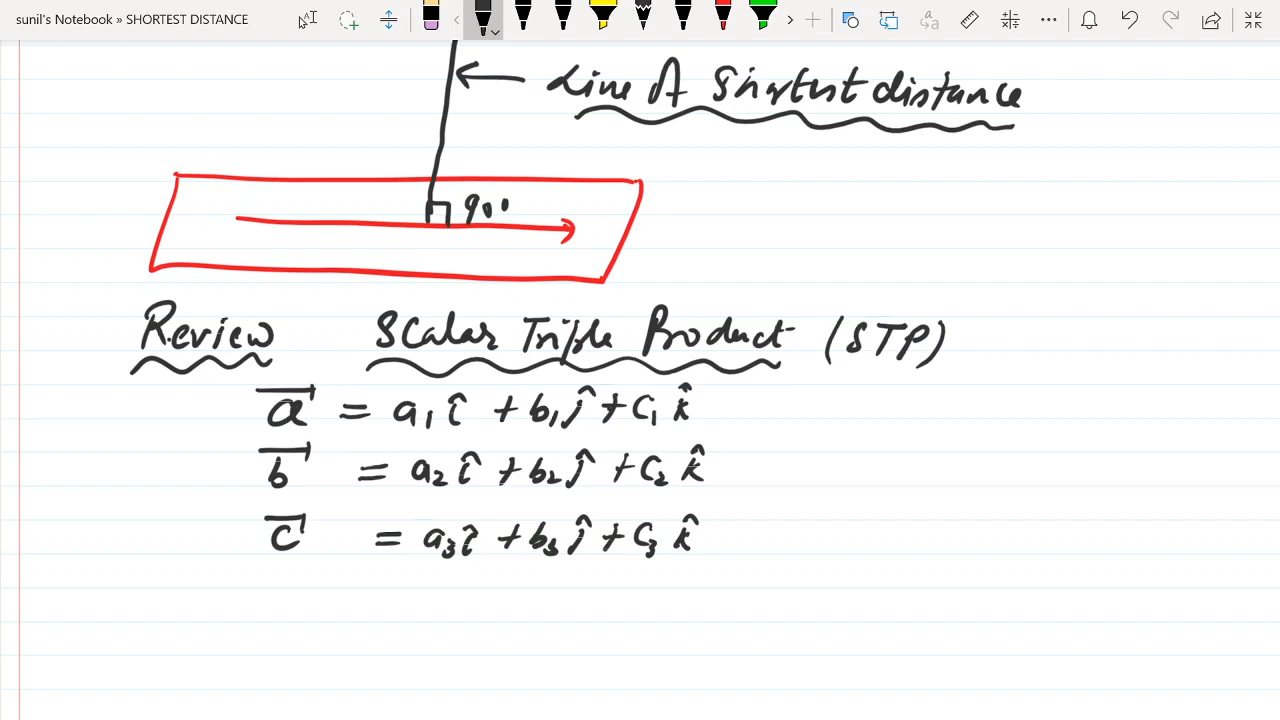 sunil's Notebook » SHORTEST DISTANCE
Line of Shortest distance
90°
Review Scalar Triple Product (STP)
a⃗ = a₁î + b₁ĵ + c₁k̂
b⃗ = a₂î + b₂ĵ + c₂k̂
c⃗ = a₃î + b₃ĵ + c₃k̂